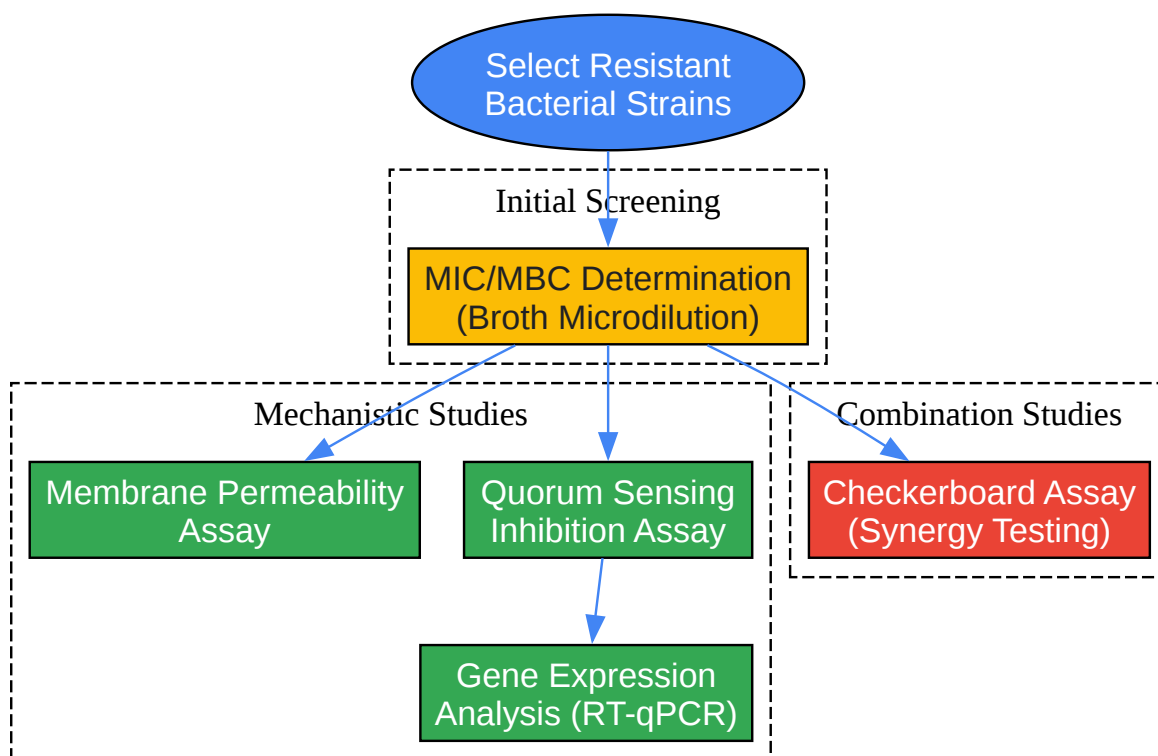 Select Resistant
Bacterial Strains
Initial Screening
MIC/MBC Determination
(Broth Microdilution)
Mechanistic Studies
Combination Studies
Membrane Permeability
Assay
Quorum Sensing
Inhibition Assay
Checkerboard Assay
(Synergy Testing)
Gene Expression
Analysis (RT-qPCR)